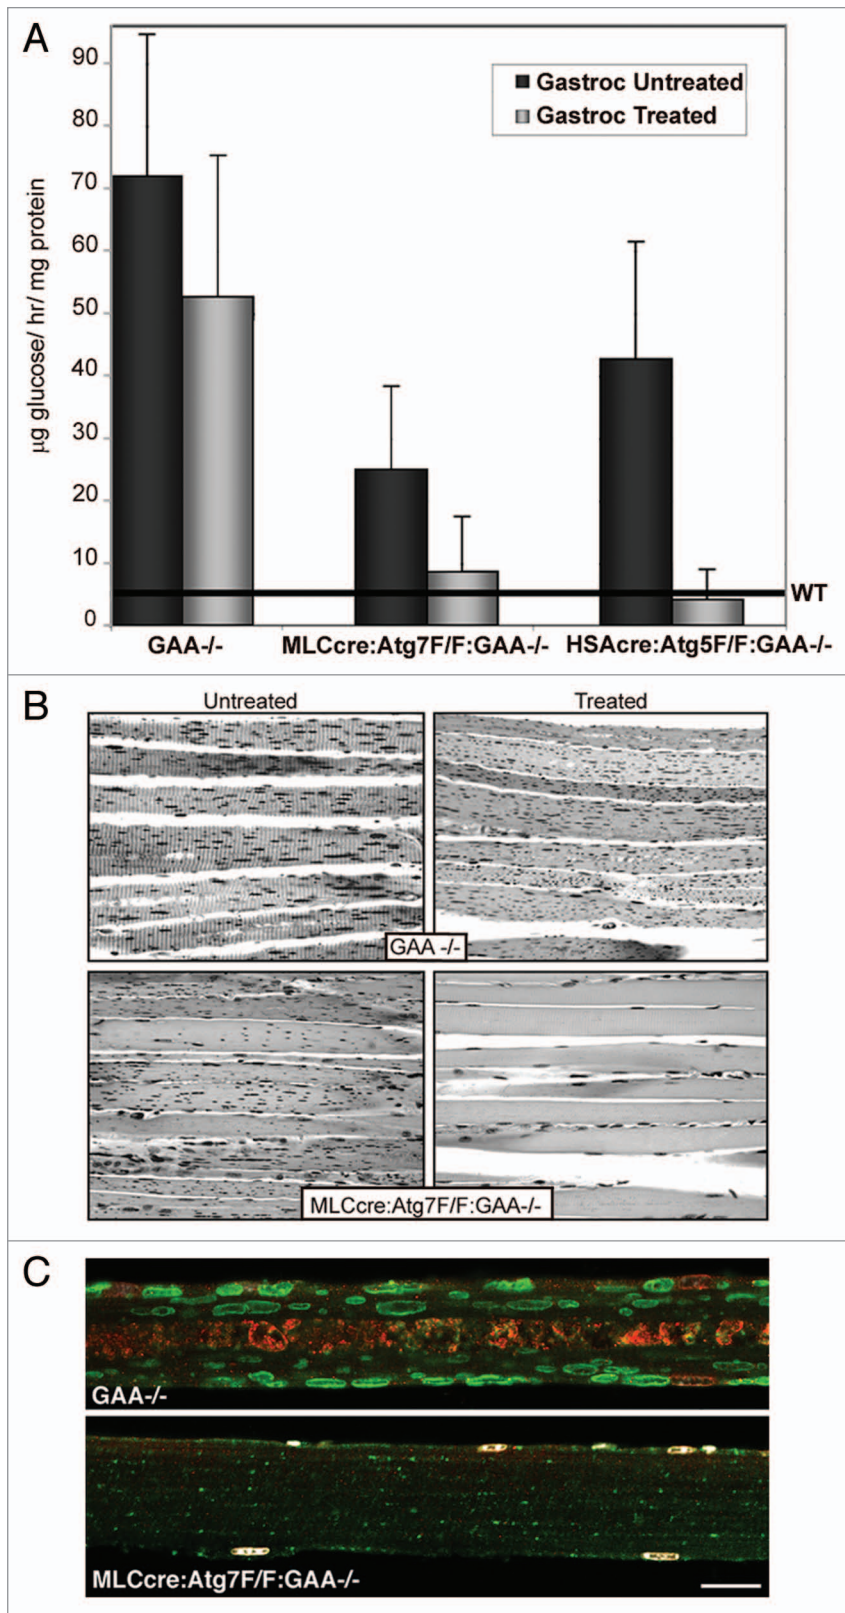 A
90
80
70
60
50
40
30
20
10
0
µg glucose/ hr/ mg protein
Gastroc Untreated
Gastroc Treated
WT
GAA-/-
MLCcre:Atg7F/F:GAA-/-
HSAcre:Atg5F/F:GAA-/-
B
Untreated
Treated
GAA -/-
MLCcre:Atg7F/F:GAA-/-
C
GAA-/-
MLCcre:Atg7F/F:GAA-/-